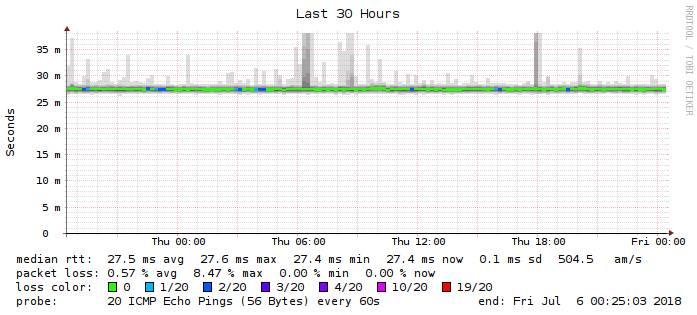 Last 30 Hours
RRDTOOL / TOBI OETIKER
Seconds
35 m
30 m
25 m
20 m
15 m
10 m
5 m
0
Thu 00:00 Thu 06:00 Thu 12:00 Thu 18:00 Fri 00:00
median rtt: 27.5 ms avg 27.6 ms max 27.4 ms min 27.4 ms now 0.1 ms sd 504.5 am/s
packet loss: 0.57 % avg 8.47 % max 0.00 % min 0.00 % now
loss color: 0 1/20 2/20 3/20 4/20 10/20 19/20
probe: 20 ICMP Echo Pings (56 Bytes) every 60s end: Fri Jul 6 00:25:03 2018